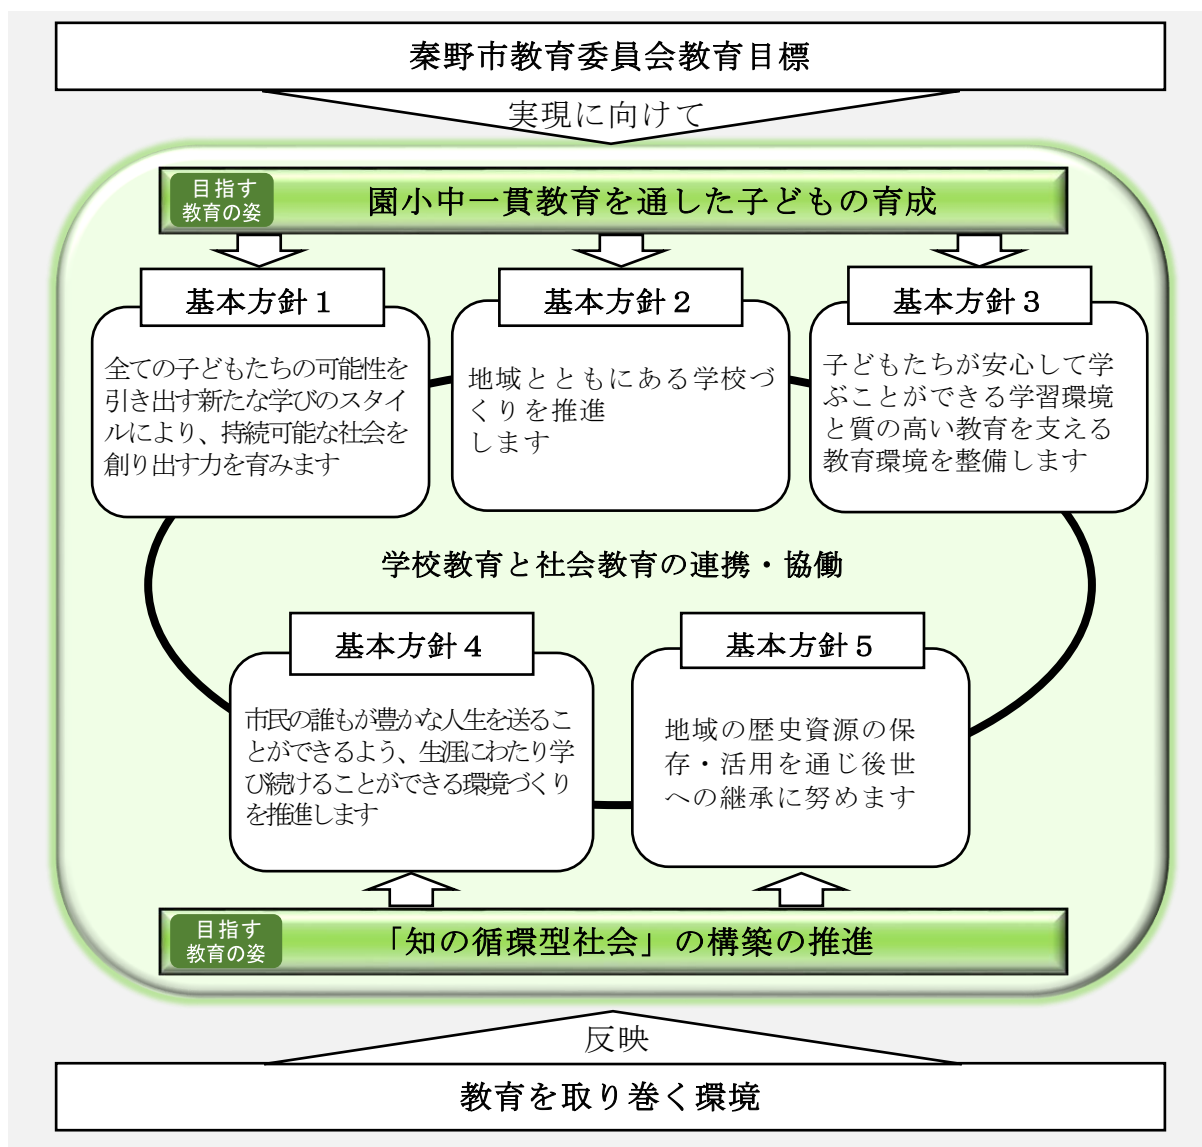 秦野市教育委員会教育目標
実現に向けて
目指す
教育の姿
園小中一貫教育を通した子どもの育成
基本方針１
全ての子どもたちの可能性を
引き出す新たな学びのスタイ
ルにより、持続可能な社会を
創り出す力を育みます
基本方針２
地域とともにある学校づ
くりを推進
します
基本方針３
子どもたちが安心して学
ぶことができる学習環境
と質の高い教育を支える
教育環境を整備します
学校教育と社会教育の連携・協働
基本方針４
市民の誰もが豊かな人生を送るこ
とができるよう、生涯にわたり学
び続けることができる環境づくり
を推進します
基本方針５
地域の歴史資源の保
存・活用を通じ後世
への継承に努めます
目指す
教育の姿
「知の循環型社会」の構築の推進
反映
教育を取り巻く環境